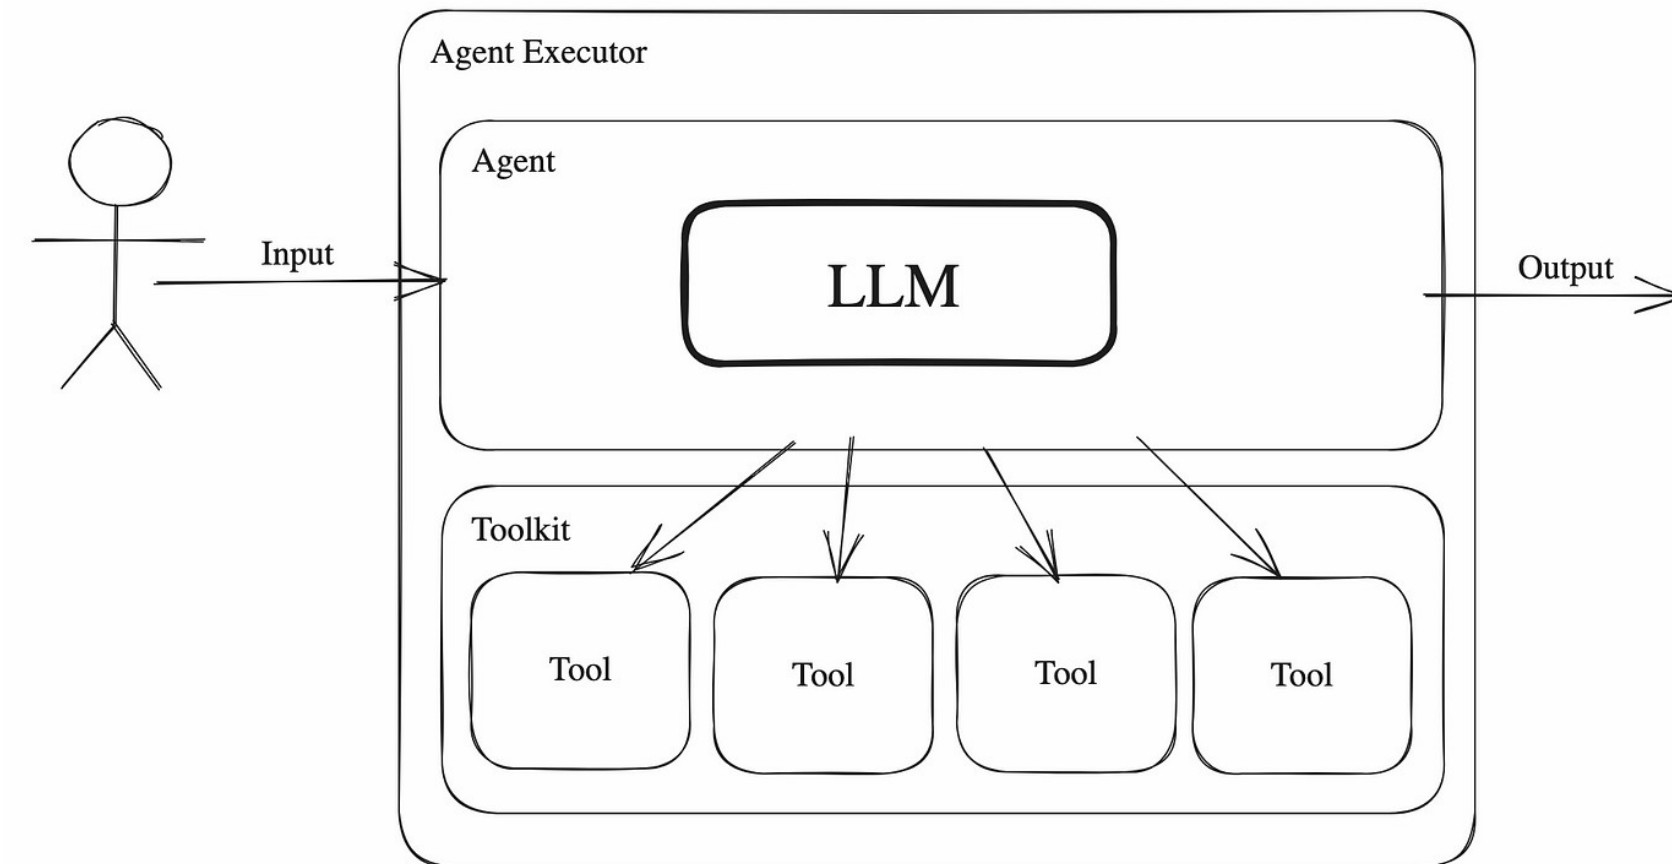 Agent Executor
Agent
Input
LLM
Output
Toolkit
Tool
Tool
Tool
Tool